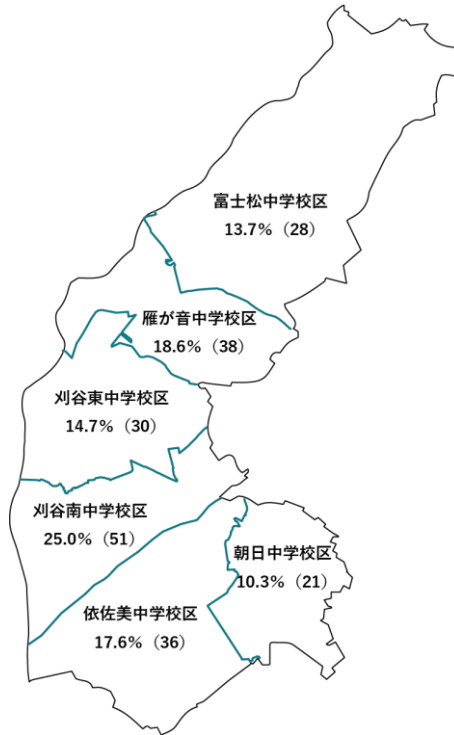 富士松中学校区
13.7%（28）
雁が音中学校区
18.6%（38）
刈谷東中学校区
14.7%（30）
刈谷南中学校区
25.0%（51）
朝日中学校区
10.3%（21）
依佐美中学校区
17.6%（36）